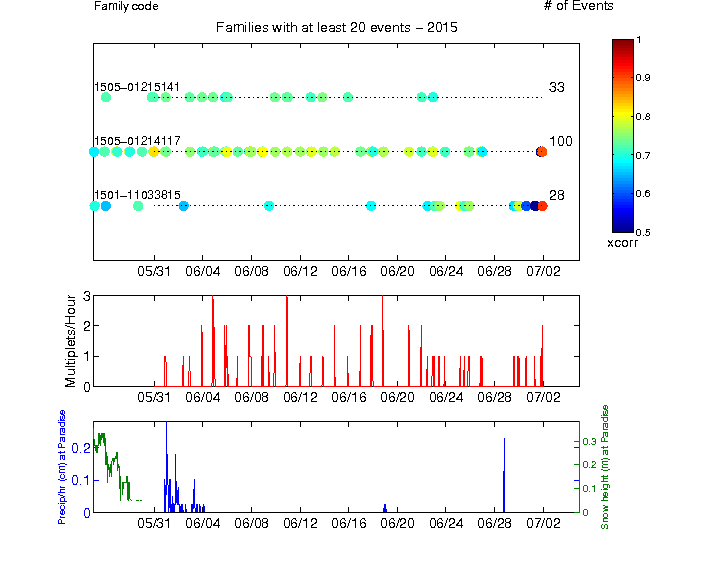 Family code
# of Events
Families with at least 20 events – 2015
1505–01215141
33
1505–01214117
100
1501–11033815
28
05/31 06/04 06/08 06/12 06/16 06/20 06/24 06/28 07/02
1
0.9
0.8
0.7
0.6
0.5
xcorr
Multiplets/Hour
3
2
1
0
05/31 06/04 06/08 06/12 06/16 06/20 06/24 06/28 07/02
Precip/hr (cm) at Paradise
0.2
0.1
0
0.3
0.2
0.1
0
Snow height (m) at Paradise
05/31 06/04 06/08 06/12 06/16 06/20 06/24 06/28 07/02